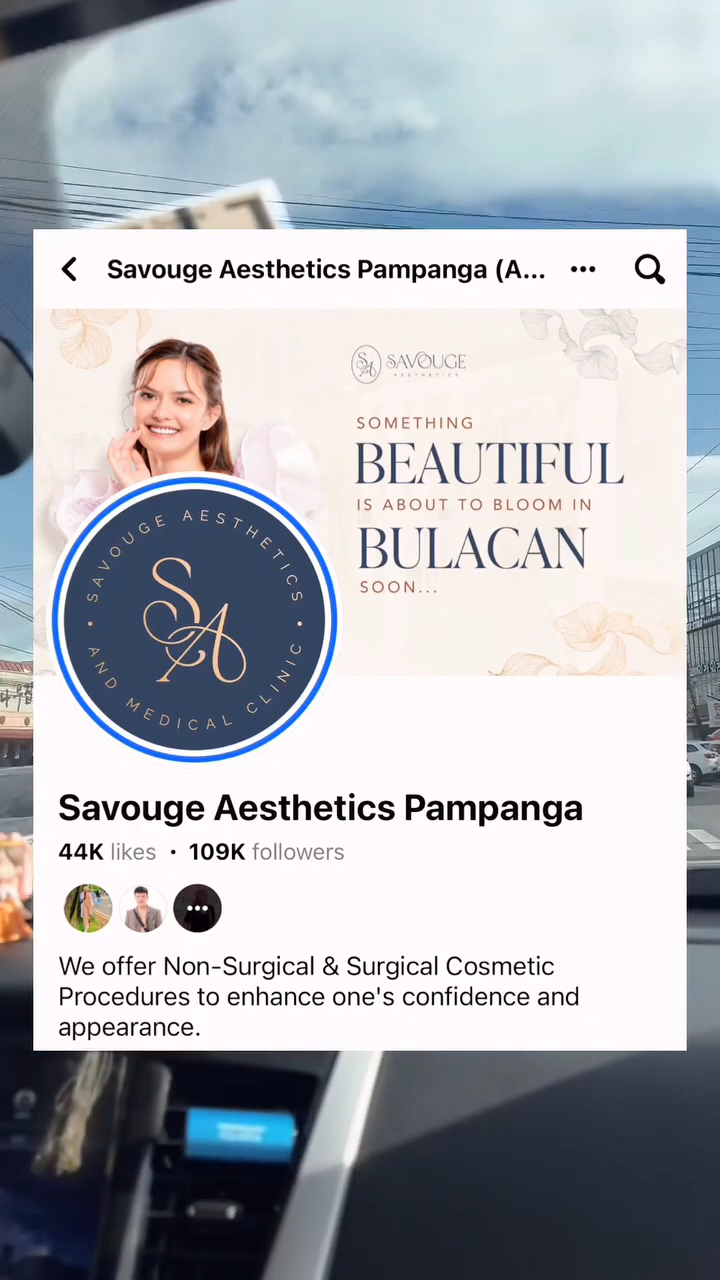 Savouge Aesthetics Pampanga (A...
SAVOUGE
AESTHETICS
SOMETHING
BEAUTIFUL
IS ABOUT TO BLOOM IN
BULACAN
SOON...
SAVOUGE AESTHETICS
AND MEDICAL CLINIC
SA
Savouge Aesthetics Pampanga
44K likes • 109K followers
We offer Non-Surgical & Surgical Cosmetic
Procedures to enhance one's confidence and
appearance.